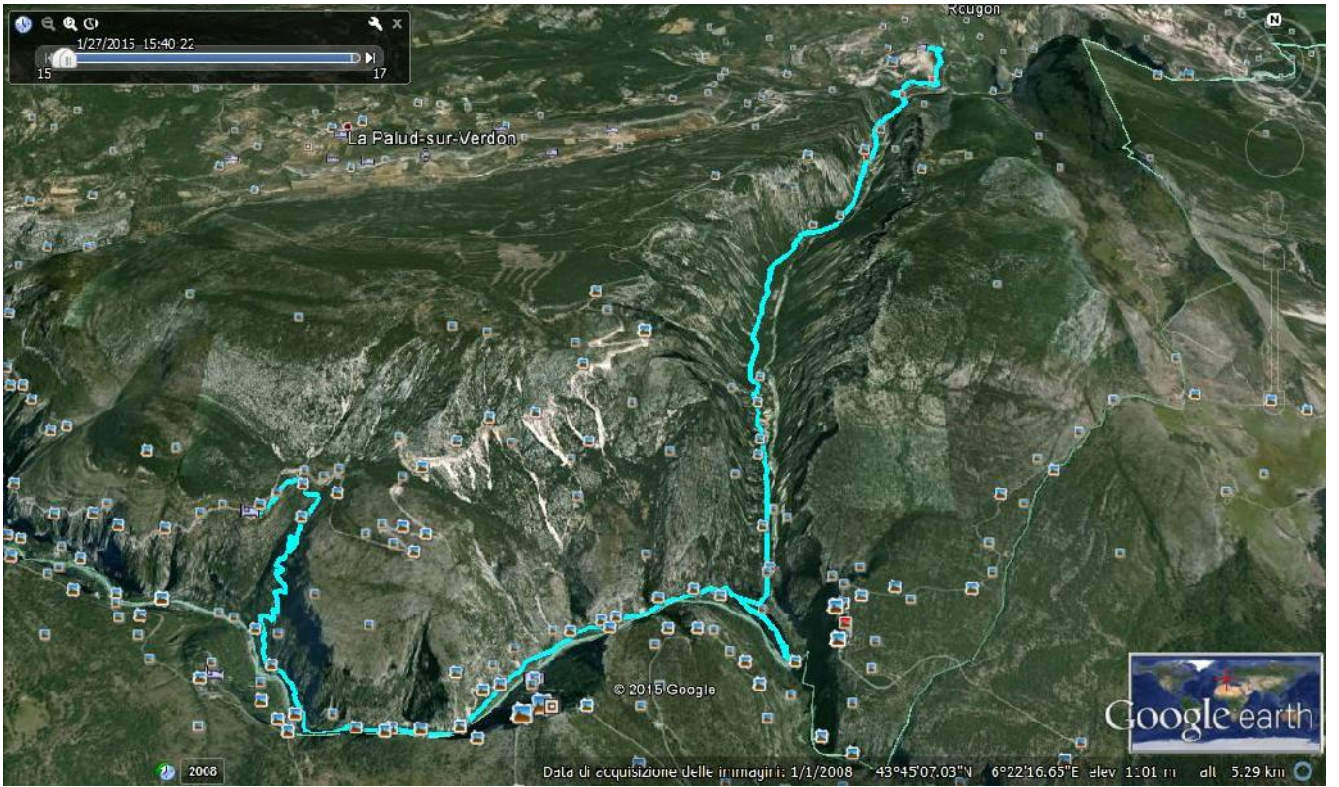 Rougon
N
1/27/2015 15:40:22
15
17
La Palud-sur-Verdon
© 2015 Google
Google earth
2008
Data di acquisizione delle immagini: 1/1/2008 43°45'07.03"N 6°22'16.65"E elev 1101 m alt 5.29 km